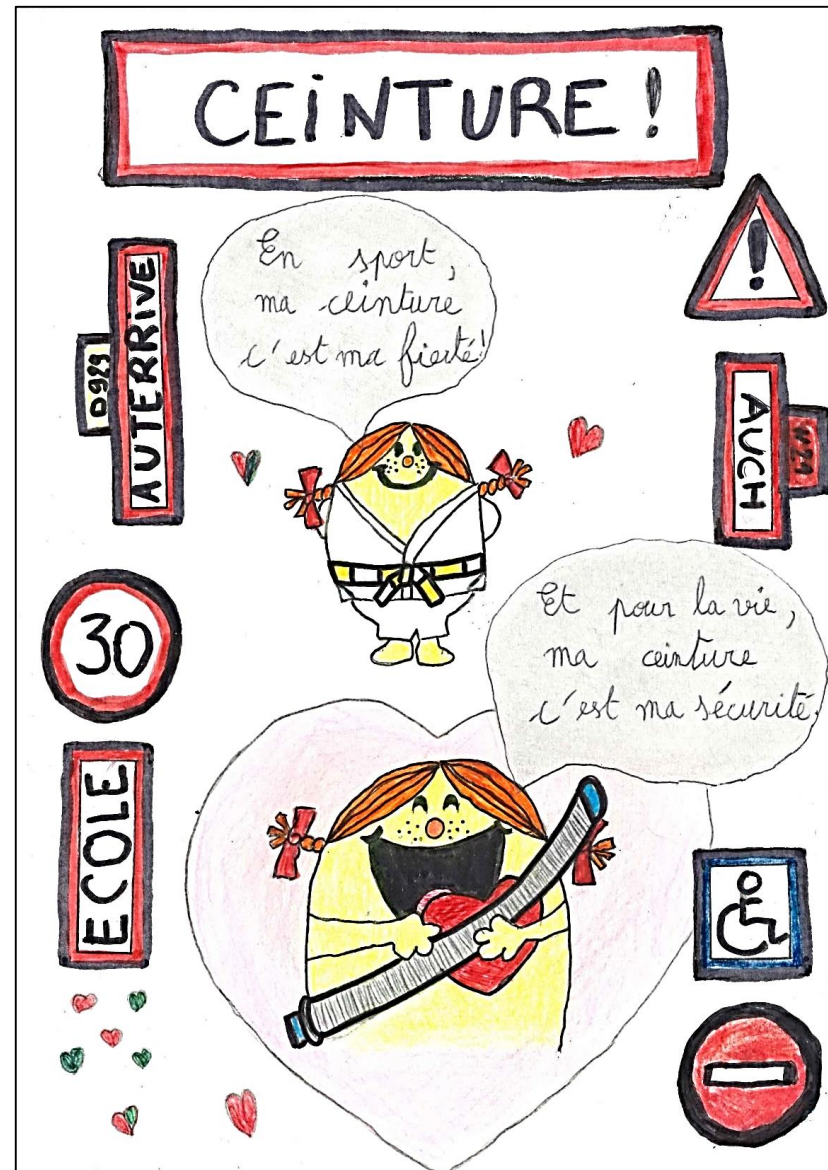 CEiNTURE !
En sport,
ma ceinture
c'est ma fierté!
D929
AUTERRiVE
!
AUCH
N21
30
Et pour la vie,
ma ceinture
c'est ma sécurité.
ECOLE